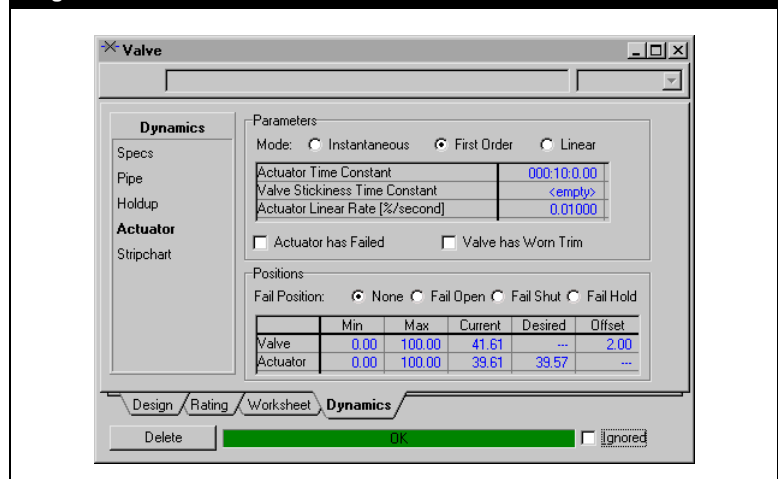 Valve
Dynamics
Specs
Pipe
Holdup
Actuator
Stripchart
Parameters
Mode: Instantaneous First Order Linear
Actuator Time Constant 000:10:0.00
Valve Stickiness Time Constant <empty>
Actuator Linear Rate [%/second] 0.01000
Actuator has Failed Valve has Worn Trim
Positions
Fail Position: None Fail Open Fail Shut Fail Hold
Min Max Current Desired Offset
Valve 0.00 100.00 41.61 --- 2.00
Actuator 0.00 100.00 39.61 39.57 ---
Design Rating Worksheet Dynamics
Delete OK Ignored